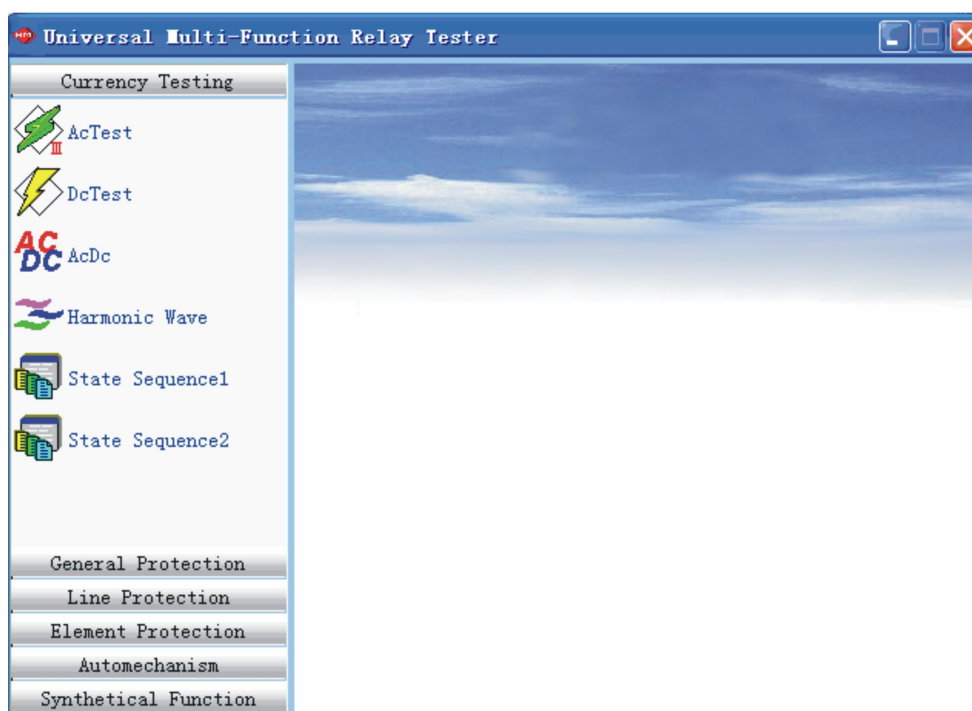 Universal Multi-Function Relay Tester
Currency Testing
III
AcTest
DcTest
AC
DC
AcDc
Harmonic Wave
State Sequence1
State Sequence2
General Protection
Line Protection
Element Protection
Automechanism
Synthetical Function